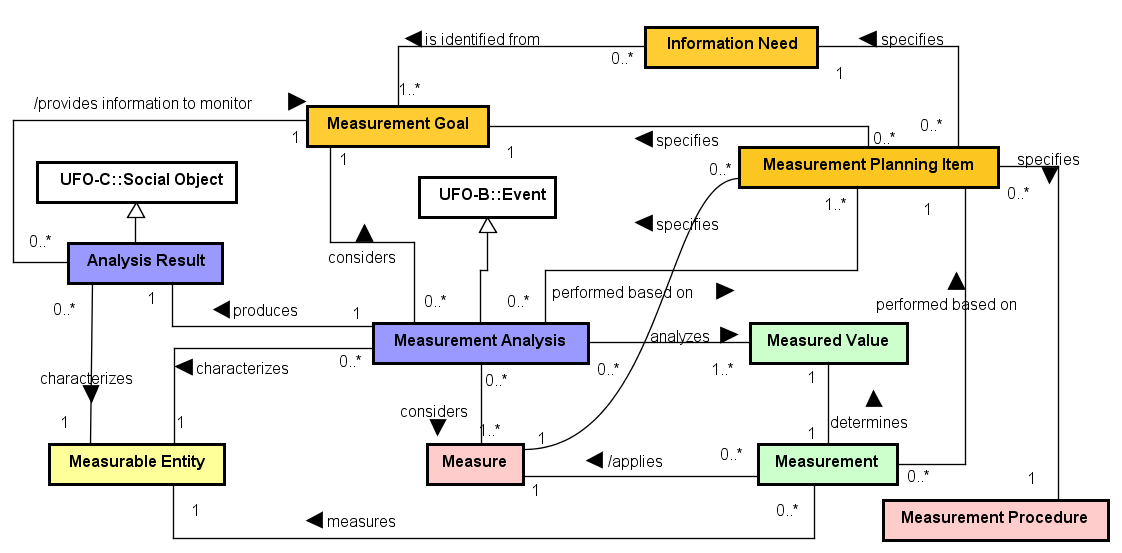 is identified from
Information Need
specifies
0..*
1
/provides information to monitor
1..*
Measurement Goal
1
1
1
0..*
0..*
specifies
Measurement Planning Item
specifies
0..*
0..*
UFO-C::Social Object
UFO-B::Event
1..*
1
specifies
0..*
Analysis Result
considers
0..*
1
produces
1
0..*
0..*
performed based on
performed based on
Measurement Analysis
analyzes
Measured Value
0..*
characterizes
0..*
1..*
characterizes
0..*
1
considers
1..*
determines
1
1
1
1
Measurable Entity
Measure
/applies
0..*
Measurement
0..*
1
1
1
0..*
measures
Measurement Procedure